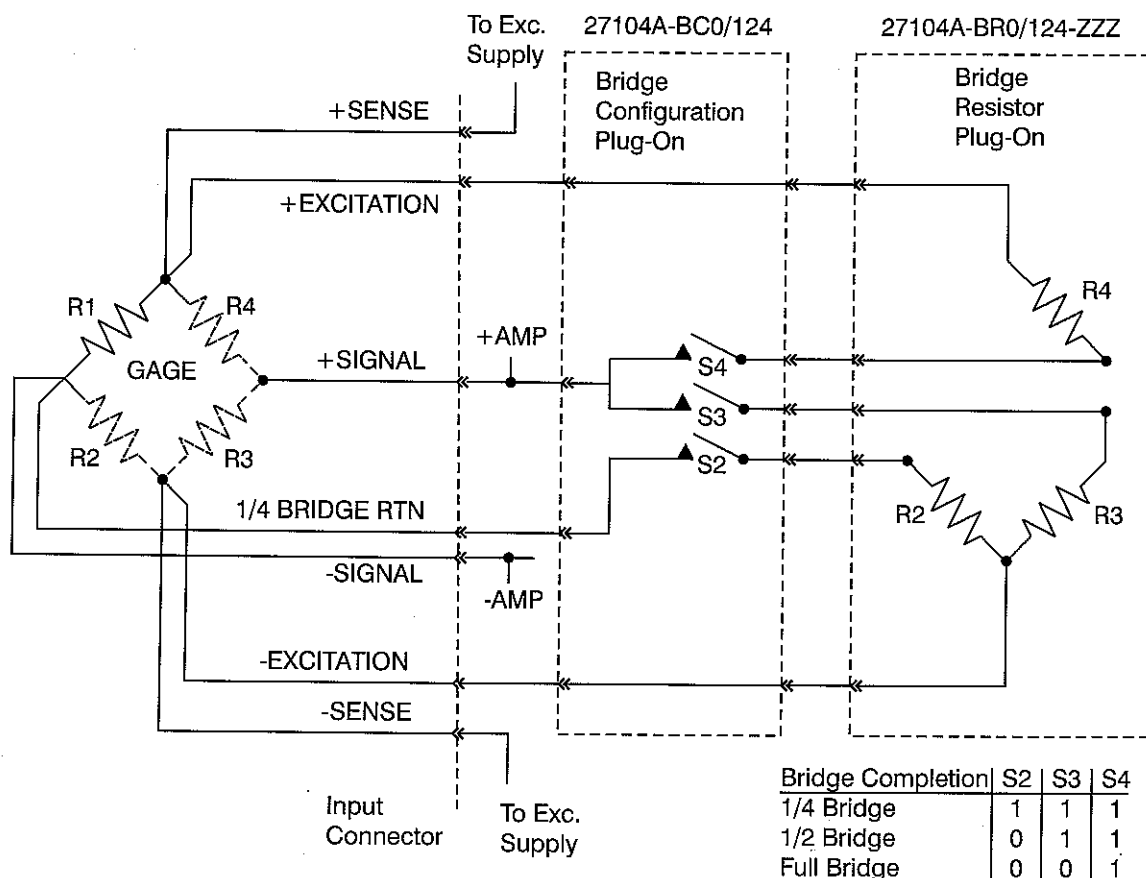 To Exc.
Supply
27104A-BC0/124
27104A-BR0/124-ZZZ
Bridge
Configuration
Plug-On
Bridge
Resistor
Plug-On
+SENSE
+EXCITATION
R1
R4
GAGE
+SIGNAL
+AMP
S4
S3
S2
R4
R2
R3
R2
R3
1/4 BRIDGE RTN
-SIGNAL
-AMP
-EXCITATION
-SENSE
Input
Connector
To Exc.
Supply
Bridge Completion S2 S3 S4
1/4 Bridge 1 1 1
1/2 Bridge 0 1 1
Full Bridge 0 0 1